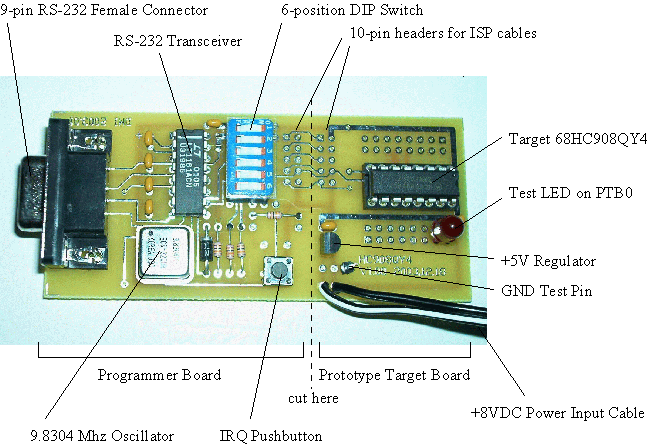 9-pin RS-232 Female Connector
6-position DIP Switch
RS-232 Transceiver
10-pin headers for ISP cables
Target 68HC908QY4
Test LED on PTB0
+5V Regulator
GND Test Pin
Programmer Board
Prototype Target Board
cut here
+8VDC Power Input Cable
9.8304 Mhz Oscillator
IRQ Pushbutton